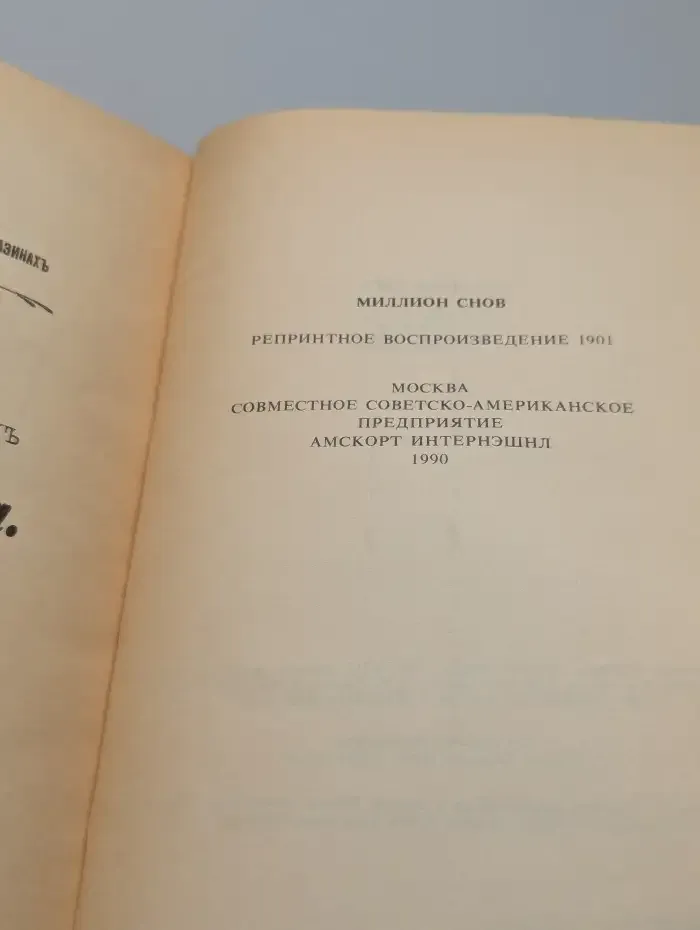 МИЛЛИОН СНОВ
РЕПРИНТНОЕ ВОСПРОИЗВЕДЕНИЕ 1901
МОСКВА
СОВМЕСТНОЕ СОВЕТСКО-АМЕРИКАНСКОЕ
ПРЕДПРИЯТИЕ
АМСКОРТ ИНТЕРНЭШНЛ
1990